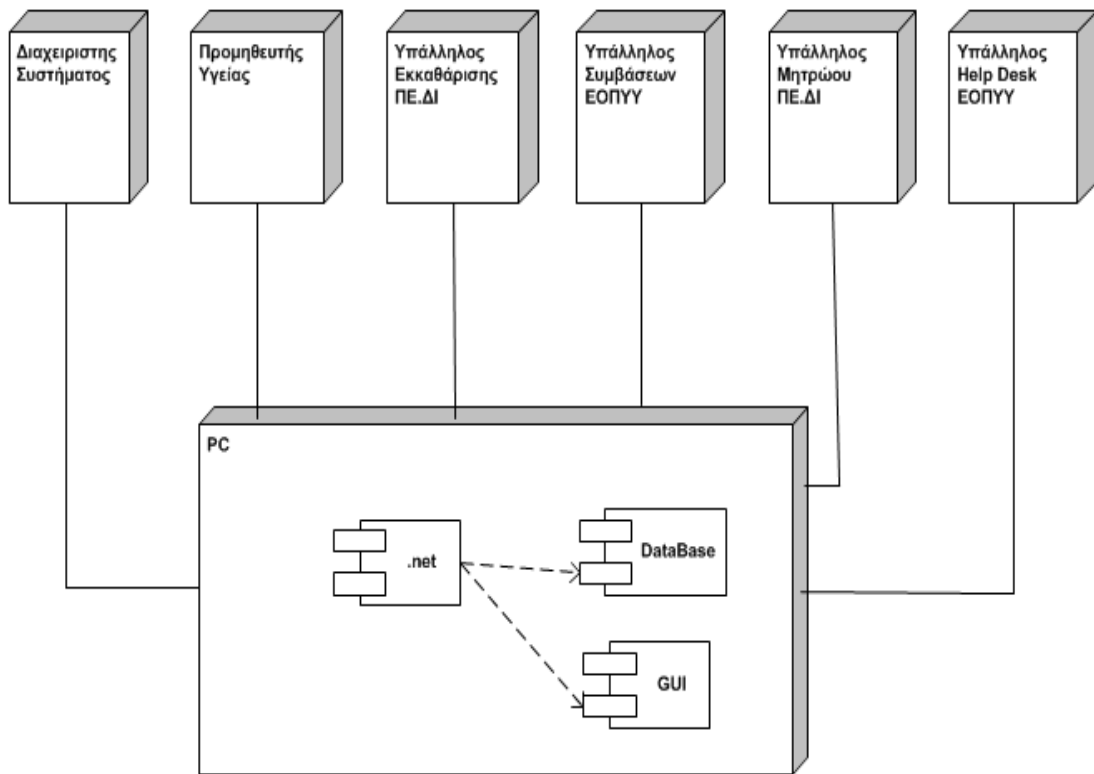 Διαχειριστης
Συστήματος
Προμηθευτής
Υγείας
Υπάλληλος
Εκκαθάρισης
ΠΕ.ΔΙ
Υπάλληλος
Συμβάσεων
ΕΟΠΥΥ
Υπάλληλος
Μητρώου
ΠΕ.ΔΙ
Υπάλληλος
Help Desk
ΕΟΠΥΥ
PC
.net
DataBase
GUI